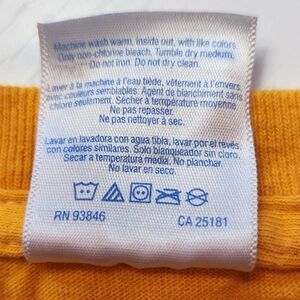 Machine wash warm, inside out, with like colors.
Only non-chlorine bleach. Tumble dry medium.
Do not iron. Do not dry clean.
Laver à la machine à l'eau tiède, vêtement à l'envers
avec couleurs semblables. Agent de blanchiment sans
chlore seulement. Sécher à température moyenne
Ne pas repasser.
Ne pas nettoyer à sec.
Lavar en lavadora con agua tibia, por el revés
con colores similares. Solo blanqueador sin cloro.
Secar a temperatura media. No planchar.
No lavar en seco.
RN 93846 CA 25181